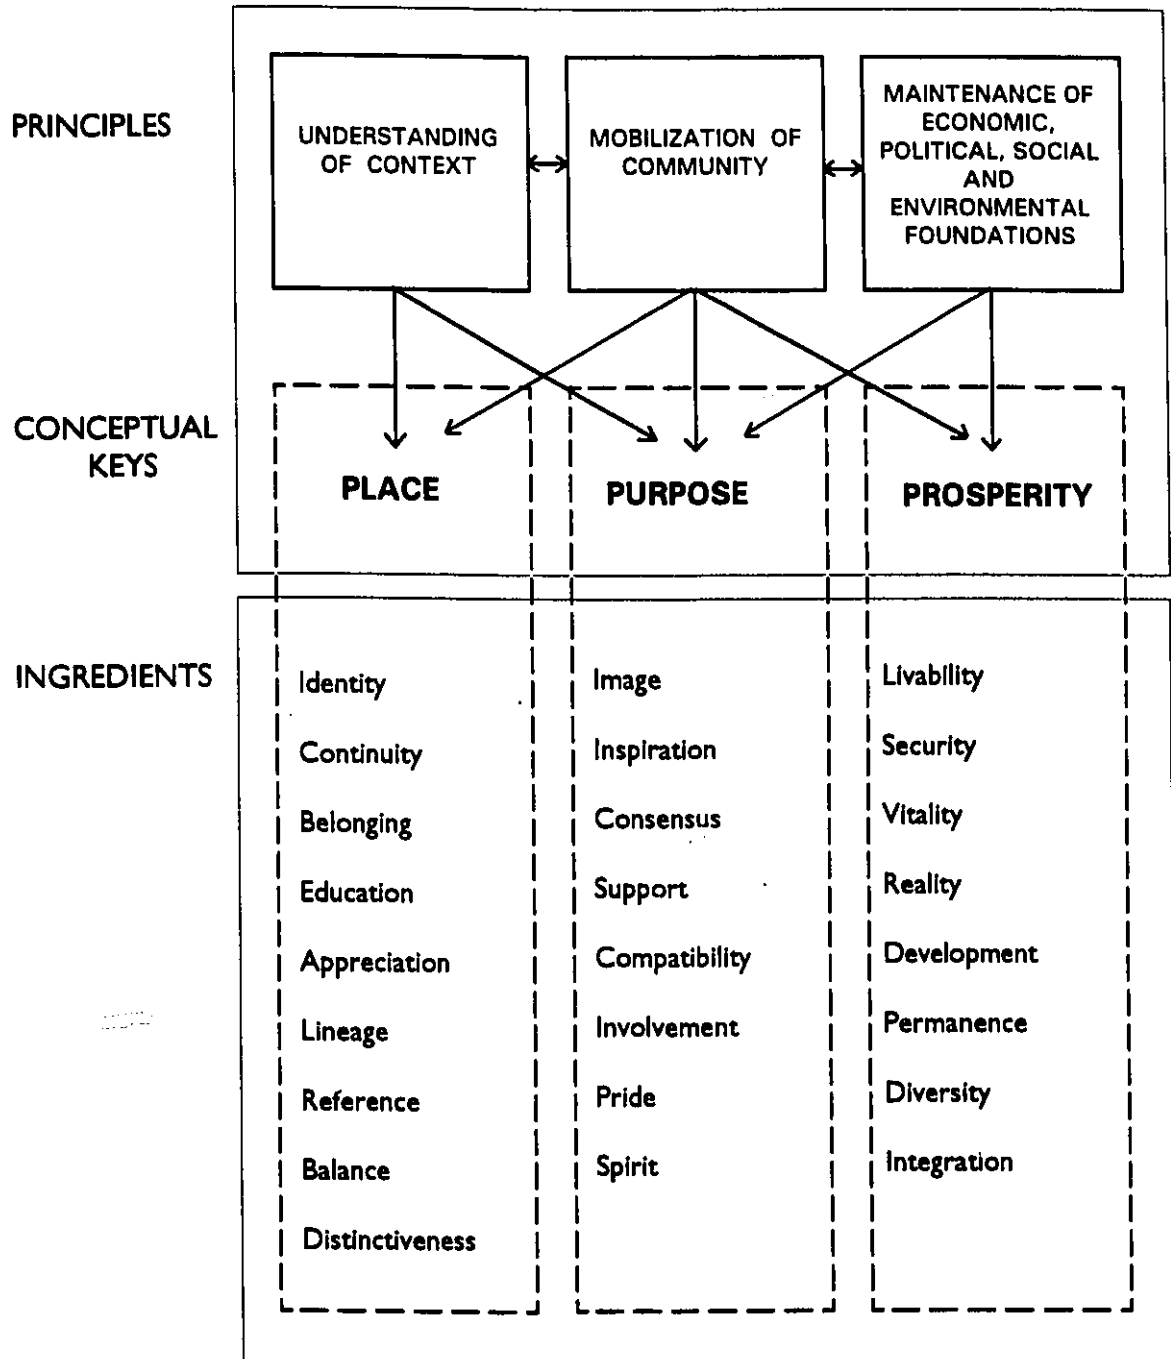 PRINCIPLES
UNDERSTANDING
OF CONTEXT
MOBILIZATION OF
COMMUNITY
MAINTENANCE OF
ECONOMIC,
POLITICAL, SOCIAL
AND
ENVIRONMENTAL
FOUNDATIONS
CONCEPTUAL
KEYS
PLACE
PURPOSE
PROSPERITY
INGREDIENTS
Identity
Continuity
Belonging
Education
Appreciation
Lineage
Reference
Balance
Distinctiveness
Image
Inspiration
Consensus
Support
Compatibility
Involvement
Pride
Spirit
Livability
Security
Vitality
Reality
Development
Permanence
Diversity
Integration